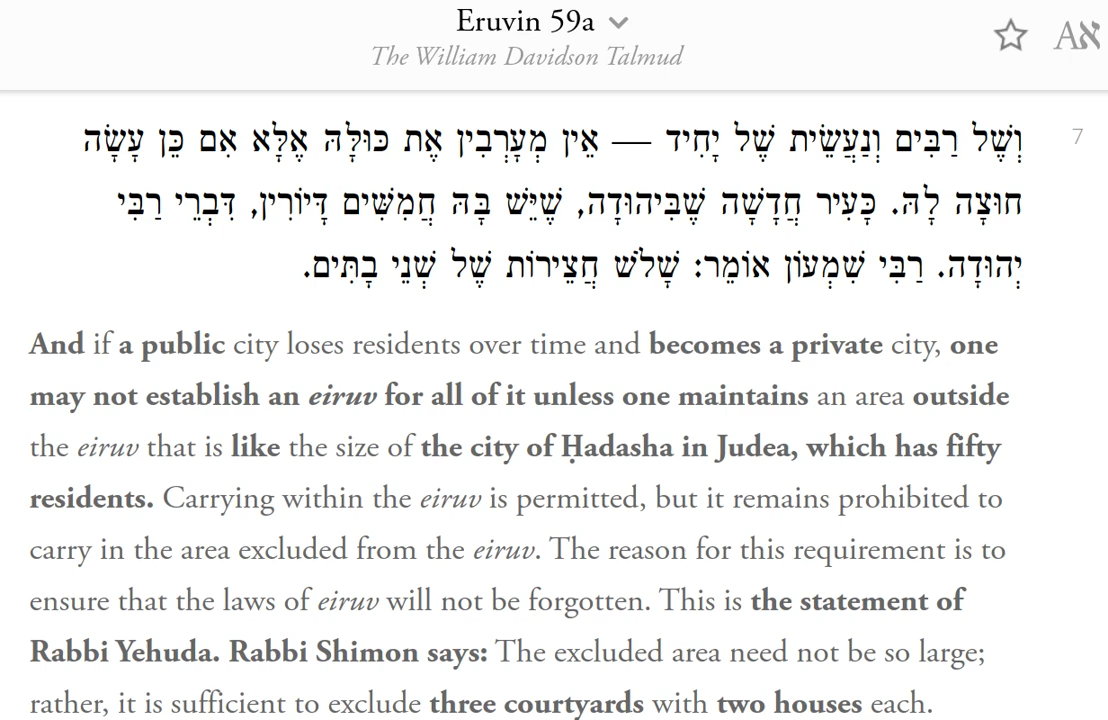 Eruvin 59a
The William Davidson Talmud
Aא
7
וְשֶׁל רַבִּים וְנַעֲשֵׂית שֶׁל יָחִיד — אֵין מְעָרְבִין אֶת כּוּלָּהּ אֶלָּא אִם כֵּן עָשָׂה
חוּצָה לָהּ. כָּעִיר חֲדָשָׁה שֶׁבִּיהוּדָה, שֶׁיֵּשׁ בָּהּ חֲמִשִּׁים דָּיוֹרִין, דִּבְרֵי רַבִּי
יְהוּדָה. רַבִּי שִׁמְעוֹן אוֹמֵר: שָׁלֹשׁ חֲצֵירוֹת שֶׁל שְׁנֵי בָתִּים.
And if a public city loses residents over time and becomes a private city, one
may not establish an eiruv for all of it unless one maintains an area outside
the eiruv that is like the size of the city of Ḥadasha in Judea, which has fifty
residents. Carrying within the eiruv is permitted, but it remains prohibited to
carry in the area excluded from the eiruv. The reason for this requirement is to
ensure that the laws of eiruv will not be forgotten. This is the statement of
Rabbi Yehuda. Rabbi Shimon says: The excluded area need not be so large;
rather, it is sufficient to exclude three courtyards with two houses each.